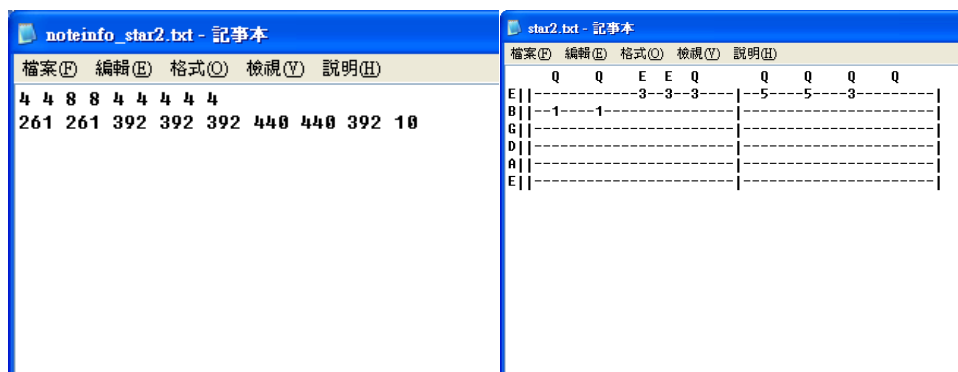 noteinfo_star2.txt - 記事本
檔案(F) 編輯(E) 格式(O) 檢視(V) 說明(H)
4 4 8 8 4 4 4 4 4
261 261 392 392 392 440 440 392 10
star2.txt - 記事本
檔案(F) 編輯(E) 格式(O) 檢視(V) 說明(H)
Q Q E E Q Q Q Q Q
E||------------3--3--3----|--5----5----3---------|
B||--1----1---------------|----------------------|
G||-----------------------|----------------------|
D||-----------------------|----------------------|
A||-----------------------|----------------------|
E||-----------------------|----------------------|